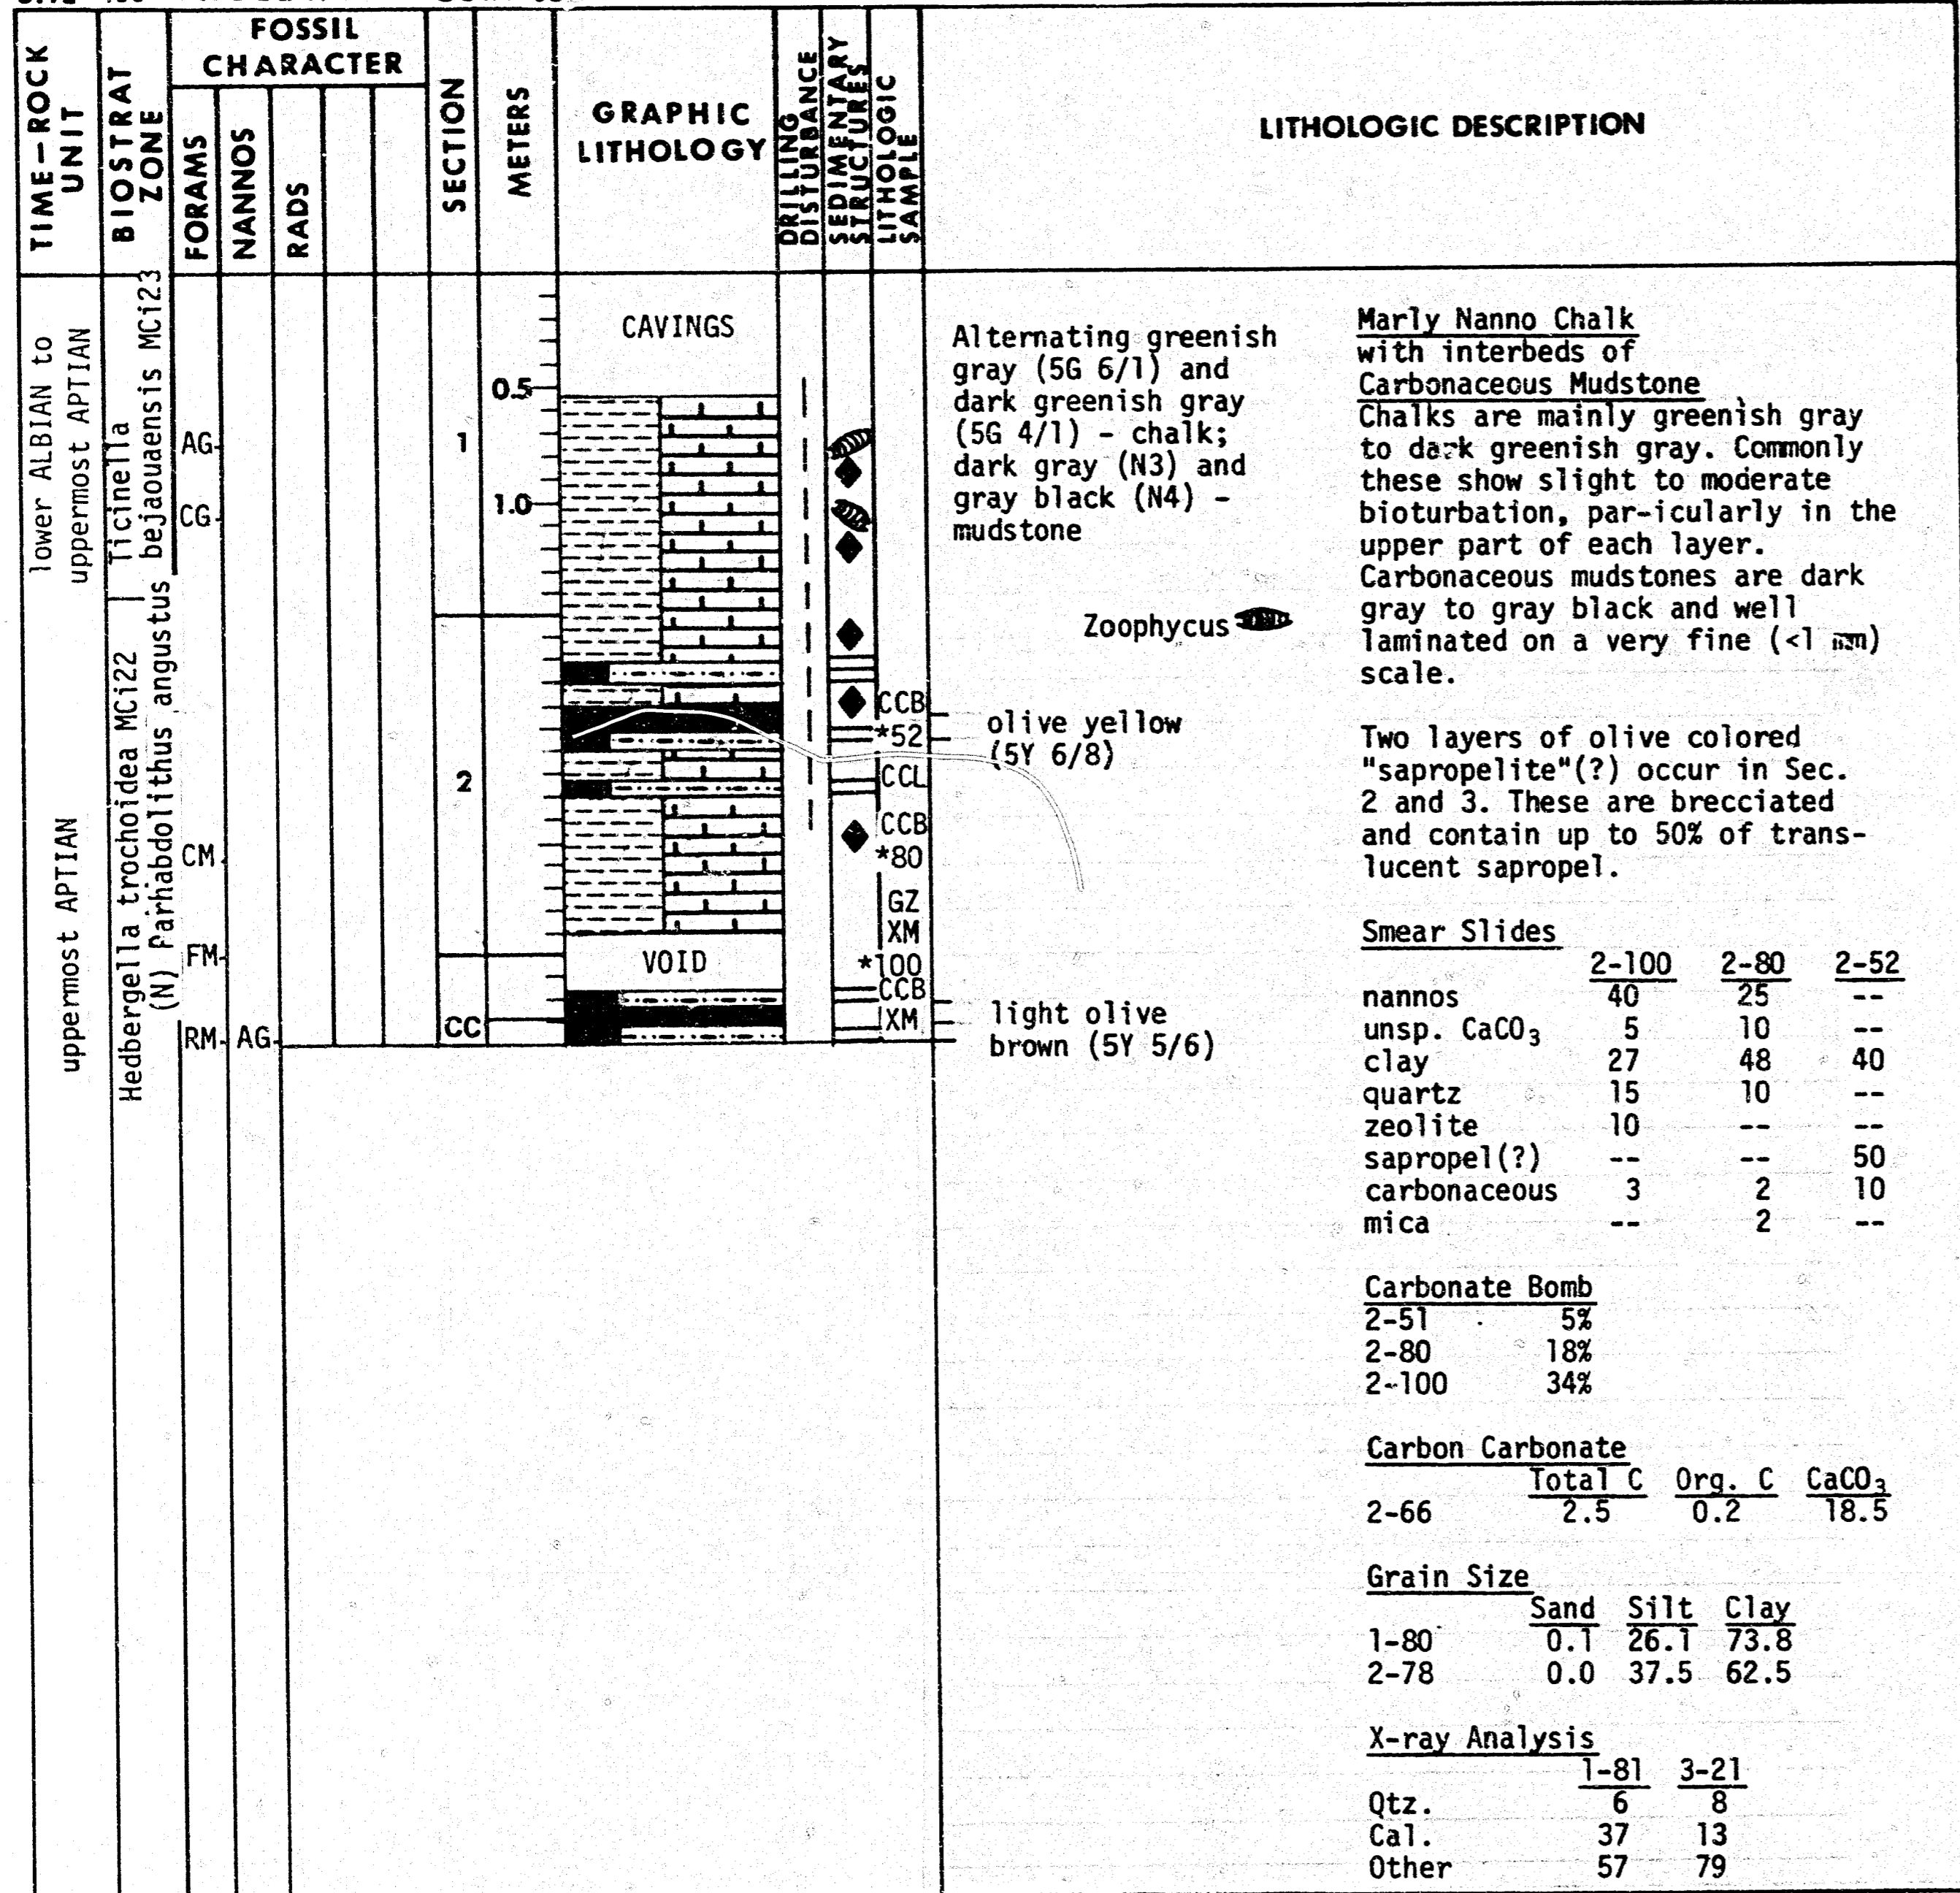 TIME-ROCK UNIT
BIOSTRAT ZONE
FOSSIL CHARACTER
FORAMS
NANNOS
RADS
SECTION
METERS
GRAPHIC LITHOLOGY
DRILLING DISTURBANCE
SEDIMENTARY STRUCTURES
LITHOLOGIC SAMPLE
LITHOLOGIC DESCRIPTION
lower ALBIAN to
uppermost APTIAN
uppermost APTIAN
Ticinella
bejaouaensis MCi23
Hedbergella trochoidea MCi22
(N) Parhabdolithus angustus
AG
CG
CM
FM
RM AG
1
2
CC
0.5
1.0
CAVINGS
VOID
CCB
*52
CCL
CCB
*80
GZ
XM
*100
CCB
XM
Alternating greenish
gray (5G 6/1) and
dark greenish gray
(5G 4/1) - chalk;
dark gray (N3) and
gray black (N4) -
mudstone
Zoophycus
olive yellow
(5Y 6/8)
light olive
brown (5Y 5/6)
Marly Nanno Chalk
with interbeds of
Carbonaceous Mudstone
Chalks are mainly greenish gray
to dark greenish gray. Commonly
these show slight to moderate
bioturbation, par-icularly in the
upper part of each layer.
Carbonaceous mudstones are dark
gray to gray black and well
laminated on a very fine (<1 mm)
scale.
Two layers of olive colored
"sapropelite"(?) occur in Sec.
2 and 3. These are brecciated
and contain up to 50% of trans-
lucent sapropel.
Smear Slides
2-100 2-80 2-52
nannos 40 25 --
unsp. CaCO3 5 10 --
clay 27 48 40
quartz 15 10 --
zeolite 10 -- --
sapropel(?) -- -- 50
carbonaceous 3 2 10
mica -- 2 --
Carbonate Bomb
2-51 5%
2-80 18%
2-100 34%
Carbon Carbonate
Total C Org. C CaCO3
2-66 2.5 0.2 18.5
Grain Size
Sand Silt Clay
1-80 0.1 26.1 73.8
2-78 0.0 37.5 62.5
X-ray Analysis
1-81 3-21
Qtz. 6 8
Cal. 37 13
Other 57 79